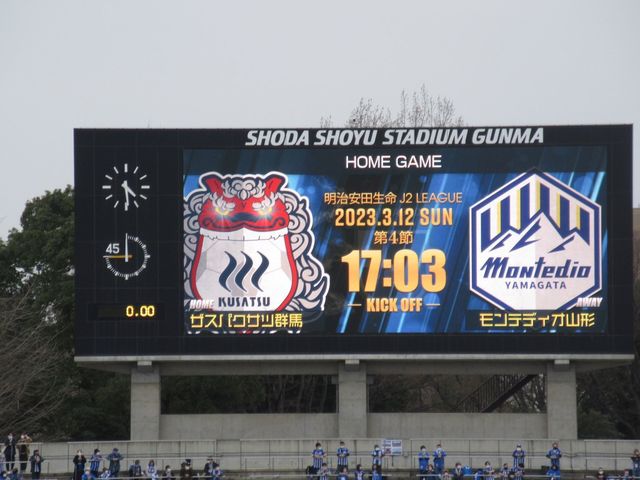 SHODA SHOYU STADIUM GUNMA
HOME GAME
明治安田生命 J2 LEAGUE
2023.3.12 SUN
第4節
17:03
KICK OFF
KUSATSU
HOME
ザスパクサツ群馬
Montedio
YAMAGATA
AWAY
モンテディオ山形
45
0.00